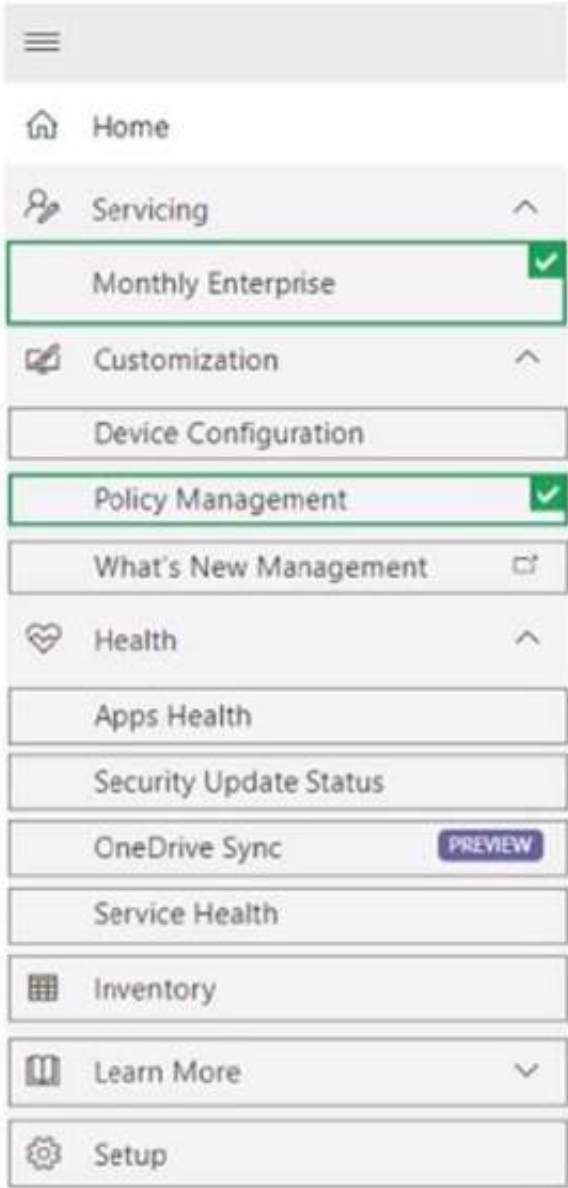 Home
Servicing
Monthly Enterprise
Customization
Device Configuration
Policy Management
What's New Management
Health
Apps Health
Security Update Status
OneDrive Sync PREVIEW
Service Health
Inventory
Learn More
Setup